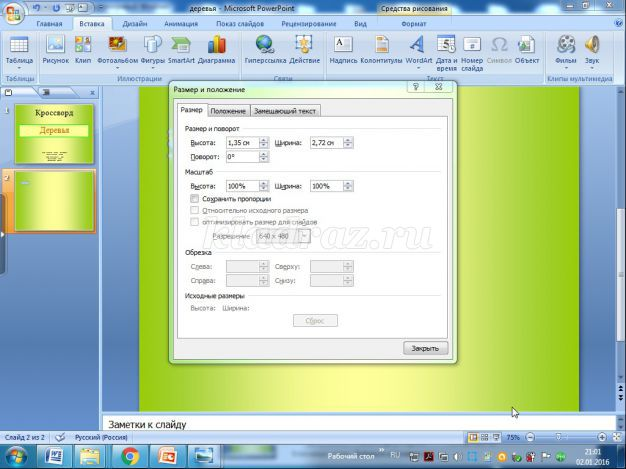 деревья - Microsoft PowerPoint
Средства рисования
Главная Вставка Дизайн Анимация Показ слайдов Рецензирование Вид Формат
Таблица Рисунок Клип Фотоальбом Фигуры SmartArt Диаграмма Гиперссылка Действие Надпись Колонтитулы WordArt Дата и время Номер слайда Символ Объект Фильм Звук
Таблицы Иллюстрации Связи Текст Клипы мультимедиа
Размер и положение
Размер Положение Замещающий текст
Размер и поворот
Высота: 1,35 см Ширина: 2,72 см
Поворот: 0°
Масштаб
Высота: 100% Ширина: 100%
Сохранить пропорции
Относительно исходного размера
оптимизировать размер для слайдов
Разрешение 640 x 480
Обрезка
Слева: Сверху:
Справа: Снизу:
Исходные размеры
Высота: Ширина:
Сброс
Закрыть
1
Кроссворд
Деревья
2
kladraz.ru
Заметки к слайду
Слайд 2 из 2 Русский (Россия) 75%
Рабочий стол RU 21:01
02.01.2016